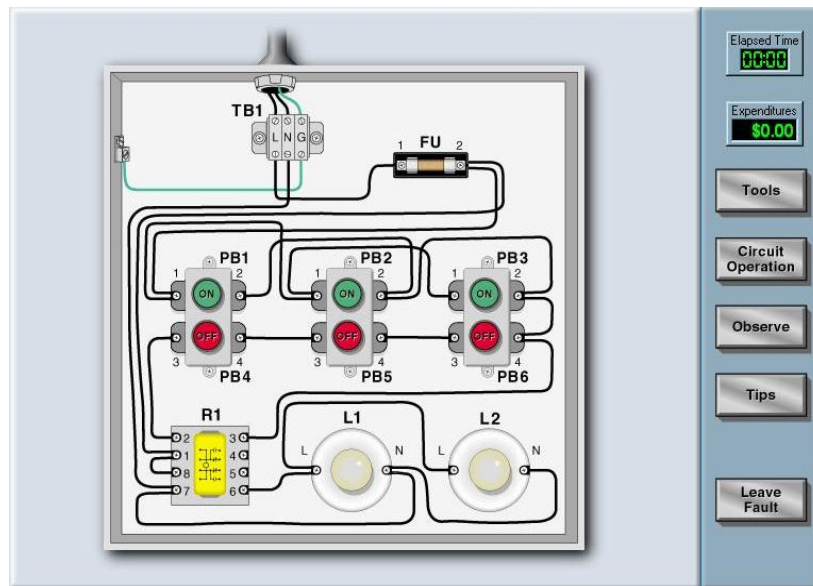 Elapsed Time
00:00
Expenditures
$0.00
Tools
Circuit
Operation
Observe
Tips
Leave
Fault
TB1
L N G
1 FU 2
PB1 PB2 PB3
1 2 1 2 1 2
ON ON ON
OFF OFF OFF
3 4 3 4 3 4
PB4 PB5 PB6
R1 L1 L2
2 3
1 4
8 5
7 6
L N L N